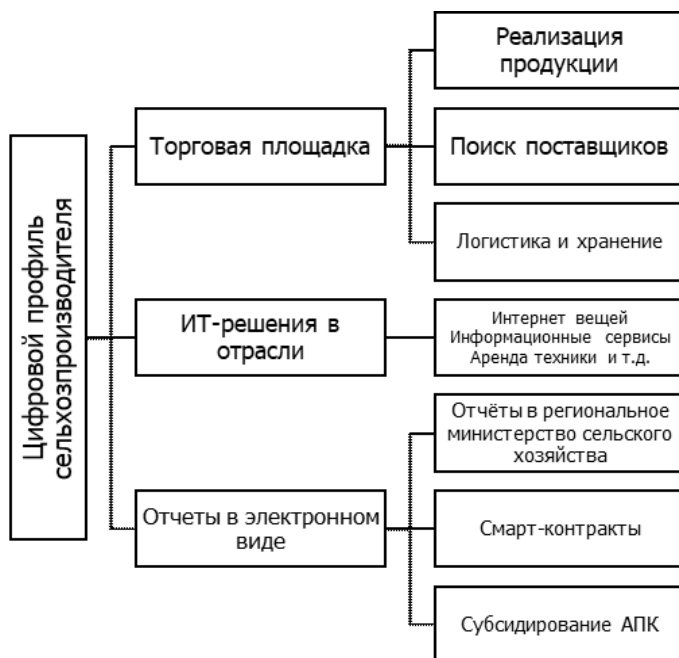 Цифровой профиль
сельхозпроизводителя
Торговая площадка
Реализация
продукции
Поиск поставщиков
Логистика и хранение
ИТ-решения в
отрасли
Интернет вещей
Информационные сервисы
Аренда техники и т.д.
Отчеты в электронном
виде
Отчёты в региональное
министерство сельского
хозяйства
Смарт-контракты
Субсидирование АПК